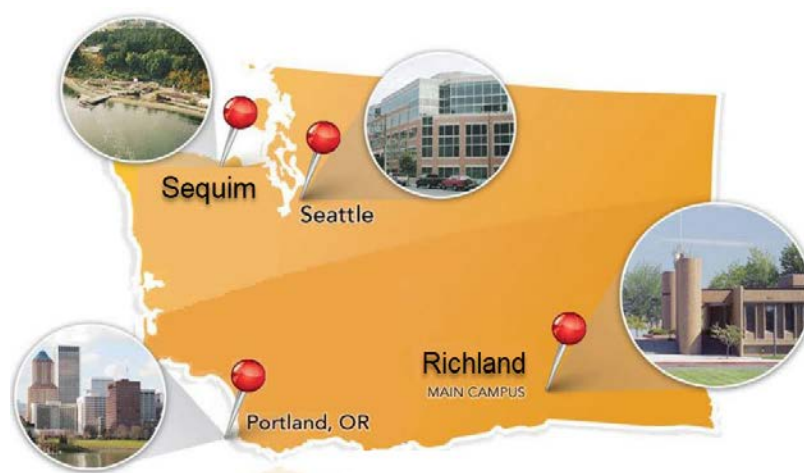 Sequim
Seattle
Richland
MAIN CAMPUS
Portland, OR